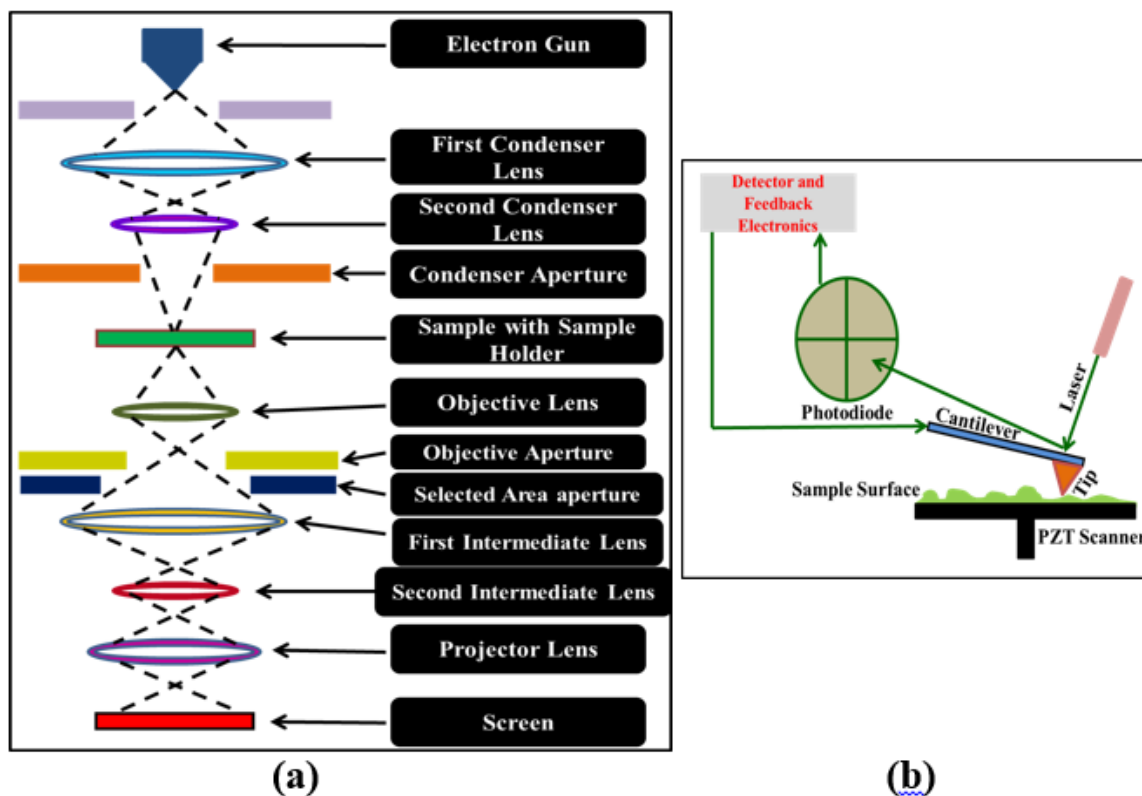 Electron Gun
First Condenser
Lens
Second Condenser
Lens
Condenser Aperture
Sample with Sample
Holder
Objective Lens
Objective Aperture
Selected Area aperture
First Intermediate Lens
Second Intermediate Lens
Projector Lens
Screen
(a)
Detector and
Feedback
Electronics
Laser
Photodiode
Cantilever
Tip
Sample Surface
PZT Scanner
(b)